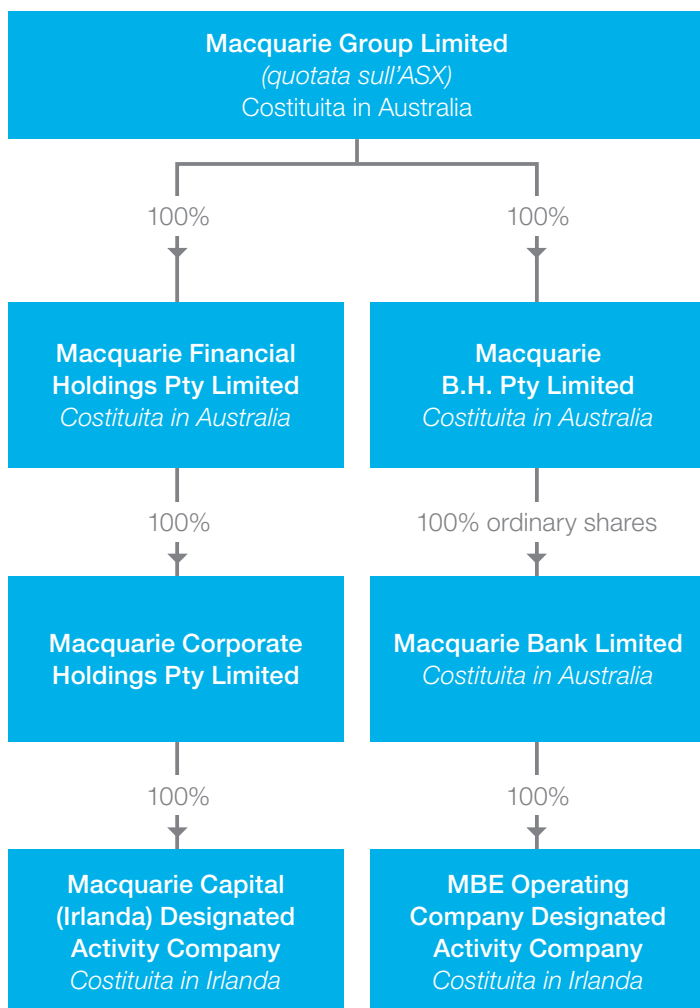 Macquarie Group Limited
(quotata sull'ASX)
Costituita in Australia
100%
100%
Macquarie Financial
Holdings Pty Limited
Costituita in Australia
Macquarie
B.H. Pty Limited
Costituita in Australia
100%
100% ordinary shares
Macquarie Corporate
Holdings Pty Limited
Macquarie Bank Limited
Costituita in Australia
100%
100%
Macquarie Capital
(Irlanda) Designated
Activity Company
Costituita in Irlanda
MBE Operating
Company Designated
Activity Company
Costituita in Irlanda